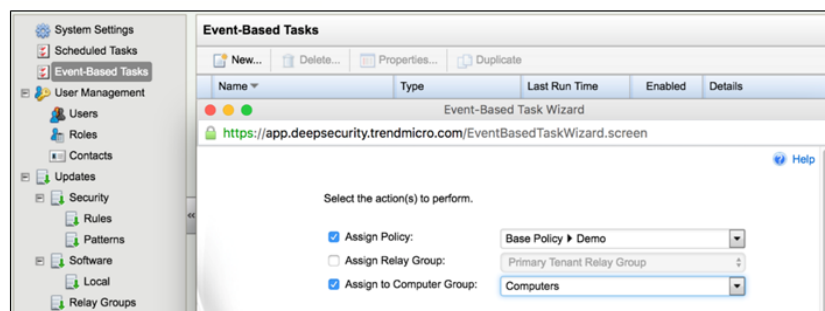 System Settings
Scheduled Tasks
Event-Based Tasks
User Management
Users
Roles
Contacts
Updates
Security
Rules
Patterns
Software
Local
Relay Groups
Event-Based Tasks
New... Delete... Properties... Duplicate
Name Type Last Run Time Enabled Details
Event-Based Task Wizard
https://app.deepsecurity.trendmicro.com/EventBasedTaskWizard.screen
Help
Select the action(s) to perform.
Assign Policy: Base Policy ▶ Demo
Assign Relay Group: Primary Tenant Relay Group
Assign to Computer Group: Computers